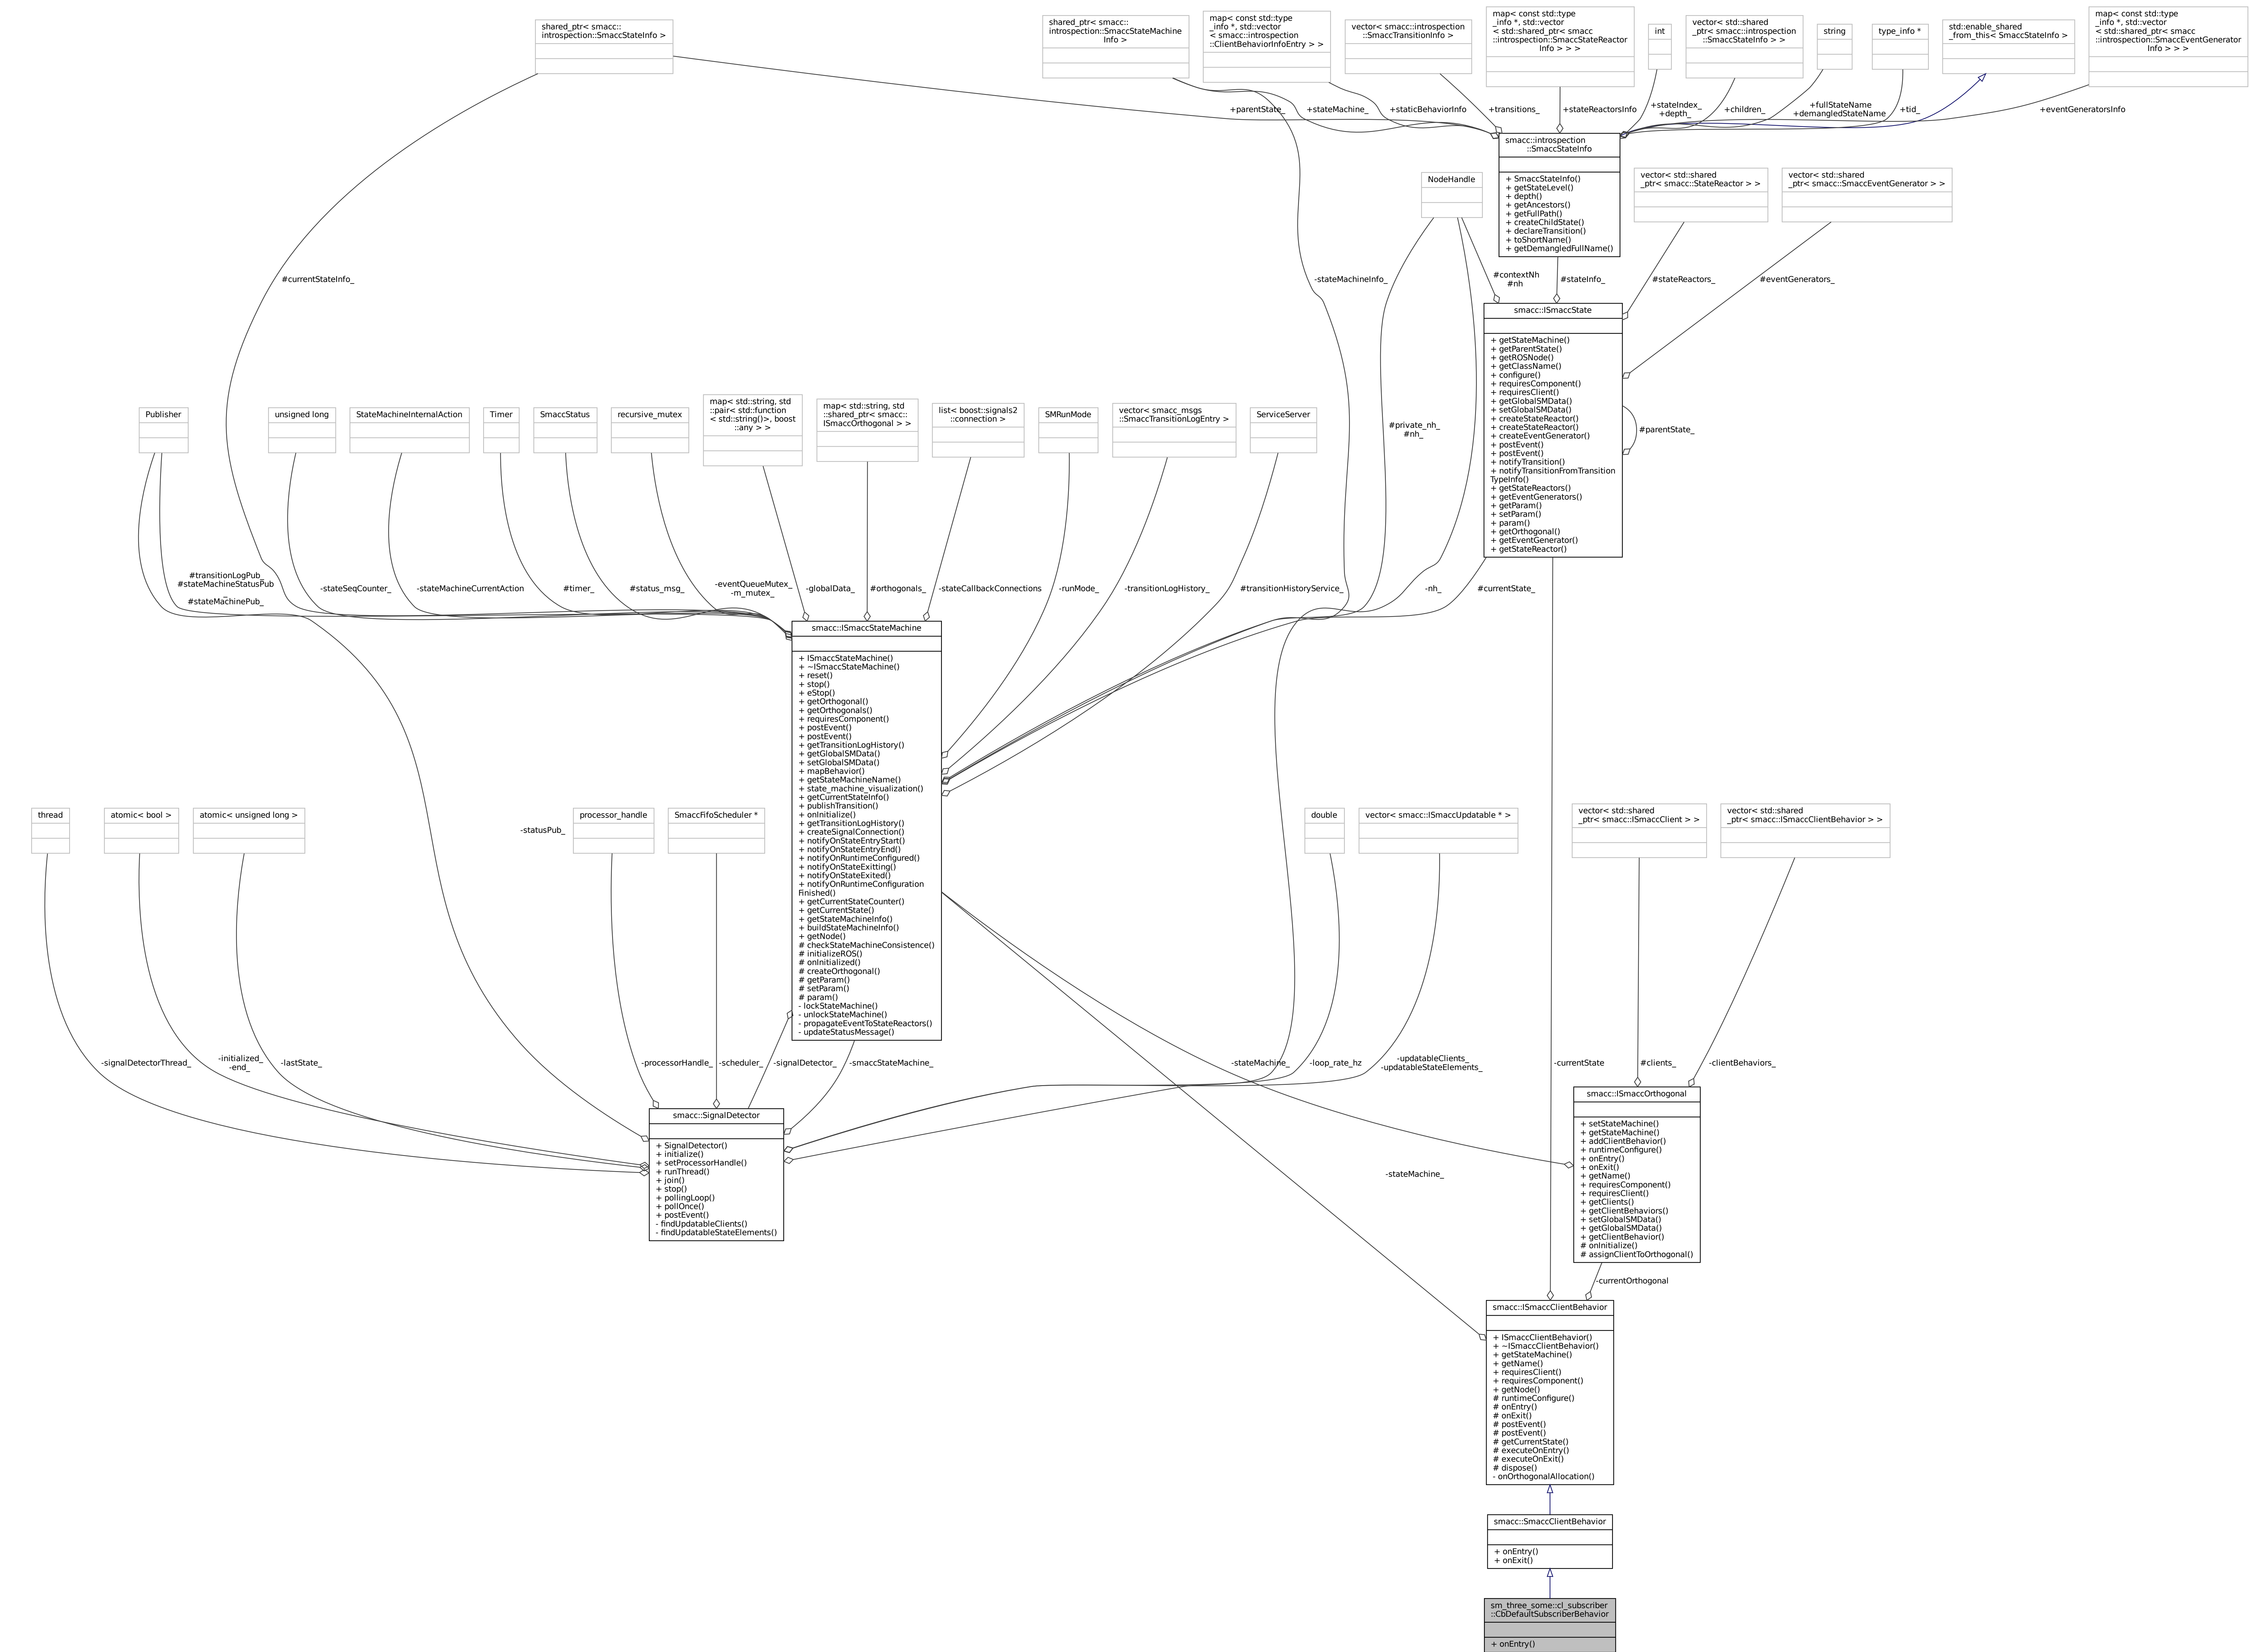 shared_ptr< smacc::
introspection::SmaccStateInfo >
shared_ptr< smacc::
introspection::SmaccStateMachine
Info >
map< const std::type
_info *, std::vector
< smacc::introspection
::ClientBehaviorInfoEntry > >
vector< smacc::introspection
::SmaccTransitionInfo >
map< const std::type
_info *, std::vector
< std::shared_ptr< smacc
::introspection::SmaccStateReactor
Info > > >
int
vector< std::shared
_ptr< smacc::introspection
::SmaccStateInfo > >
string
type_info *
std::enable_shared
_from_this< SmaccStateInfo >
map< const std::type
_info *, std::vector
< std::shared_ptr< smacc
::introspection::SmaccEventGenerator
Info > > >
+parentState_
+stateMachine_
+staticBehaviorInfo
+transitions_
+stateReactorsInfo
+stateIndex_
+depth_
+children_
+fullStateName
+demangledStateName
+tid_
+eventGeneratorsInfo
smacc::introspection
::SmaccStateInfo
+ SmaccStateInfo()
+ getStateLevel()
+ depth()
+ getAncestors()
+ getFullPath()
+ createChildState()
+ declareTransition()
+ toShortName()
+ getDemangledFullName()
NodeHandle
vector< std::shared
_ptr< smacc::StateReactor > >
vector< std::shared
_ptr< smacc::SmaccEventGenerator > >
#currentStateInfo_
-stateMachineInfo_
#contextNh
#nh
#stateInfo_
#stateReactors_
#eventGenerators_
smacc::ISmaccState
+ getStateMachine()
+ getParentState()
+ getROSNode()
+ getClassName()
+ configure()
+ requiresComponent()
+ requiresClient()
+ getGlobalSMData()
+ setGlobalSMData()
+ createStateReactor()
+ createStateReactor()
+ createEventGenerator()
+ postEvent()
+ postEvent()
+ notifyTransition()
+ notifyTransitionFromTransition
TypeInfo()
+ getStateReactors()
+ getEventGenerators()
+ getParam()
+ setParam()
+ param()
+ getOrthogonal()
+ getEventGenerator()
+ getStateReactor()
#parentState_
#private_nh_
#nh_
Publisher
unsigned long
StateMachineInternalAction
Timer
SmaccStatus
recursive_mutex
map< std::string, std
::pair< std::function
< std::string()>, boost
::any > >
map< std::string, std
::shared_ptr< smacc::
ISmaccOrthogonal > >
list< boost::signals2
::connection >
SMRunMode
vector< smacc_msgs
::SmaccTransitionLogEntry >
ServiceServer
#transitionLogPub_
#stateMachineStatusPub
_
#stateMachinePub_
-stateSeqCounter_
-stateMachineCurrentAction
#timer_
#status_msg_
-eventQueueMutex_
-m_mutex_
-globalData_
#orthogonals_
-stateCallbackConnections
-runMode_
-transitionLogHistory_
#transitionHistoryService_
-nh_
#currentState_
smacc::ISmaccStateMachine
+ ISmaccStateMachine()
+ ~ISmaccStateMachine()
+ reset()
+ stop()
+ eStop()
+ getOrthogonal()
+ getOrthogonals()
+ requiresComponent()
+ postEvent()
+ postEvent()
+ getTransitionLogHistory()
+ getGlobalSMData()
+ setGlobalSMData()
+ mapBehavior()
+ getStateMachineName()
+ state_machine_visualization()
+ getCurrentStateInfo()
+ publishTransition()
+ onInitialize()
+ getTransitionLogHistory()
+ createSignalConnection()
+ notifyOnStateEntryStart()
+ notifyOnStateEntryEnd()
+ notifyOnRuntimeConfigured()
+ notifyOnStateExitting()
+ notifyOnStateExited()
+ notifyOnRuntimeConfiguration
Finished()
+ getCurrentStateCounter()
+ getCurrentState()
+ getStateMachineInfo()
+ buildStateMachineInfo()
+ getNode()
# checkStateMachineConsistence()
# initializeROS()
# onInitialized()
# createOrthogonal()
# getParam()
# setParam()
# param()
- lockStateMachine()
- unlockStateMachine()
- propagateEventToStateReactors()
- updateStatusMessage()
thread
atomic< bool >
atomic< unsigned long >
-statusPub_
processor_handle
SmaccFifoScheduler *
double
vector< smacc::ISmaccUpdatable * >
vector< std::shared
_ptr< smacc::ISmaccClient > >
vector< std::shared
_ptr< smacc::ISmaccClientBehavior > >
-signalDetectorThread_
-initialized_
-end_
-lastState_
-processorHandle_
-scheduler_
-signalDetector_
-smaccStateMachine_
-stateMachine_
-loop_rate_hz
-updatableClients_
-updatableStateElements_
-currentState
#clients_
-clientBehaviors_
smacc::SignalDetector
+ SignalDetector()
+ initialize()
+ setProcessorHandle()
+ runThread()
+ join()
+ stop()
+ pollingLoop()
+ pollOnce()
+ postEvent()
- findUpdatableClients()
- findUpdatableStateElements()
smacc::ISmaccOrthogonal
+ setStateMachine()
+ getStateMachine()
+ addClientBehavior()
+ runtimeConfigure()
+ onEntry()
+ onExit()
+ getName()
+ requiresComponent()
+ requiresClient()
+ getClients()
+ getClientBehaviors()
+ setGlobalSMData()
+ getGlobalSMData()
+ getClientBehavior()
# onInitialize()
# assignClientToOrthogonal()
-stateMachine_
-currentOrthogonal
smacc::ISmaccClientBehavior
+ ISmaccClientBehavior()
+ ~ISmaccClientBehavior()
+ getStateMachine()
+ getName()
+ requiresClient()
+ requiresComponent()
+ getNode()
# runtimeConfigure()
# onEntry()
# onExit()
# postEvent()
# postEvent()
# getCurrentState()
# executeOnEntry()
# executeOnExit()
# dispose()
- onOrthogonalAllocation()
smacc::SmaccClientBehavior
+ onEntry()
+ onExit()
sm_three_some::cl_subscriber
::CbDefaultSubscriberBehavior
+ onEntry()